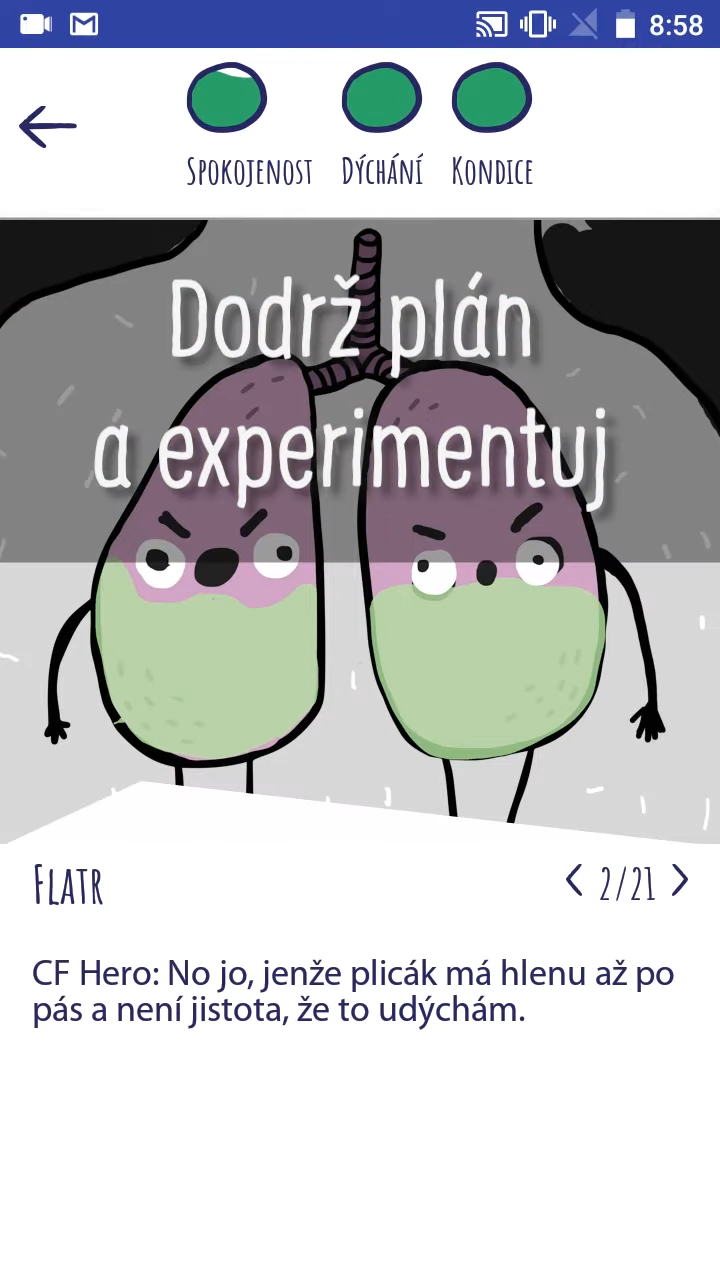 8:58
Spokojenost Dýchání Kondice
Dodrž plán
a experimentuj
Flatr
2/21
CF Hero: No jo, jenže plicák má hlenu až po
pás a není jistota, že to udýchám.